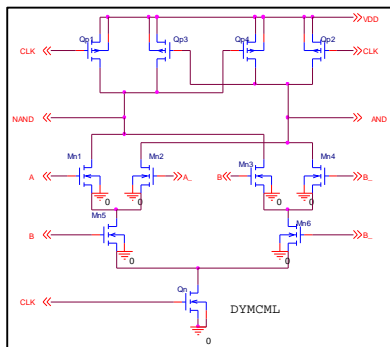 VDD
Qp1 Qp3 Qp4 Qp2
CLK CLK
NAND AND
Mn1 Mn2 Mn3 Mn4
A A_ B B_
0 0 0 0
Mn5 Mn6
B B_
0 0
Qn
CLK DYMCML
0